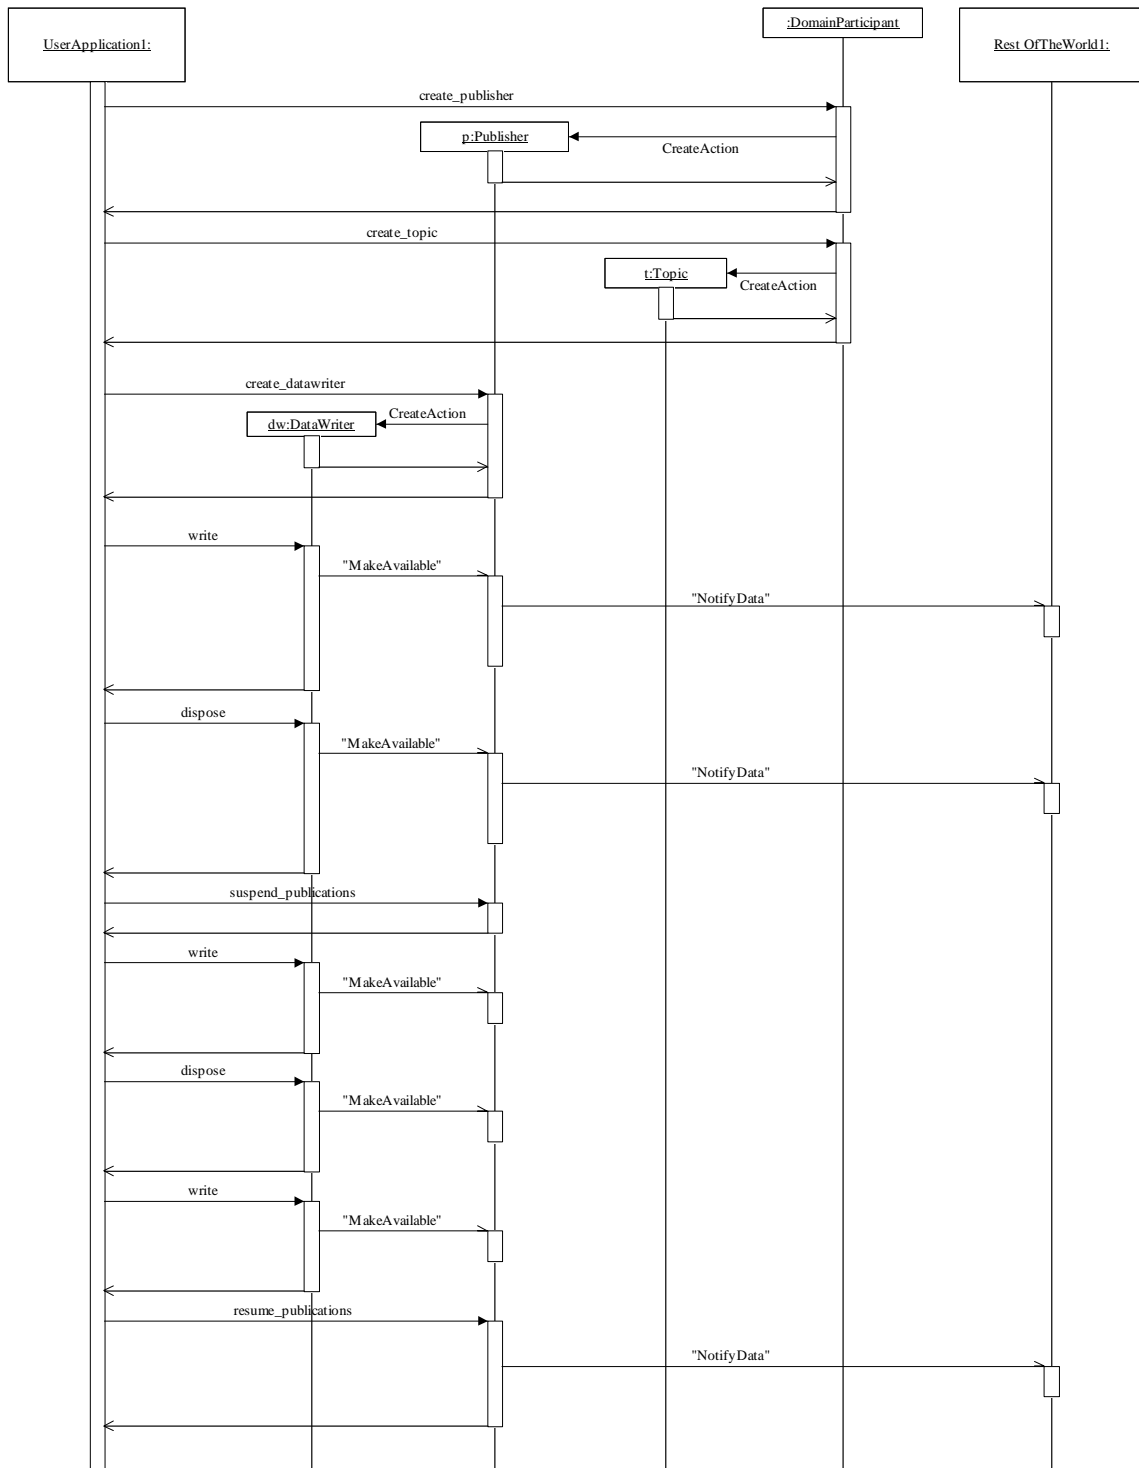 UserApplication1:
:DomainParticipant
Rest OfTheWorld1:
create_publisher
p:Publisher
CreateAction
create_topic
t:Topic
CreateAction
create_datawriter
CreateAction
dw:DataWriter
write
"MakeAvailable"
"NotifyData"
dispose
"MakeAvailable"
"NotifyData"
suspend_publications
write
"MakeAvailable"
dispose
"MakeAvailable"
write
"MakeAvailable"
resume_publications
"NotifyData"